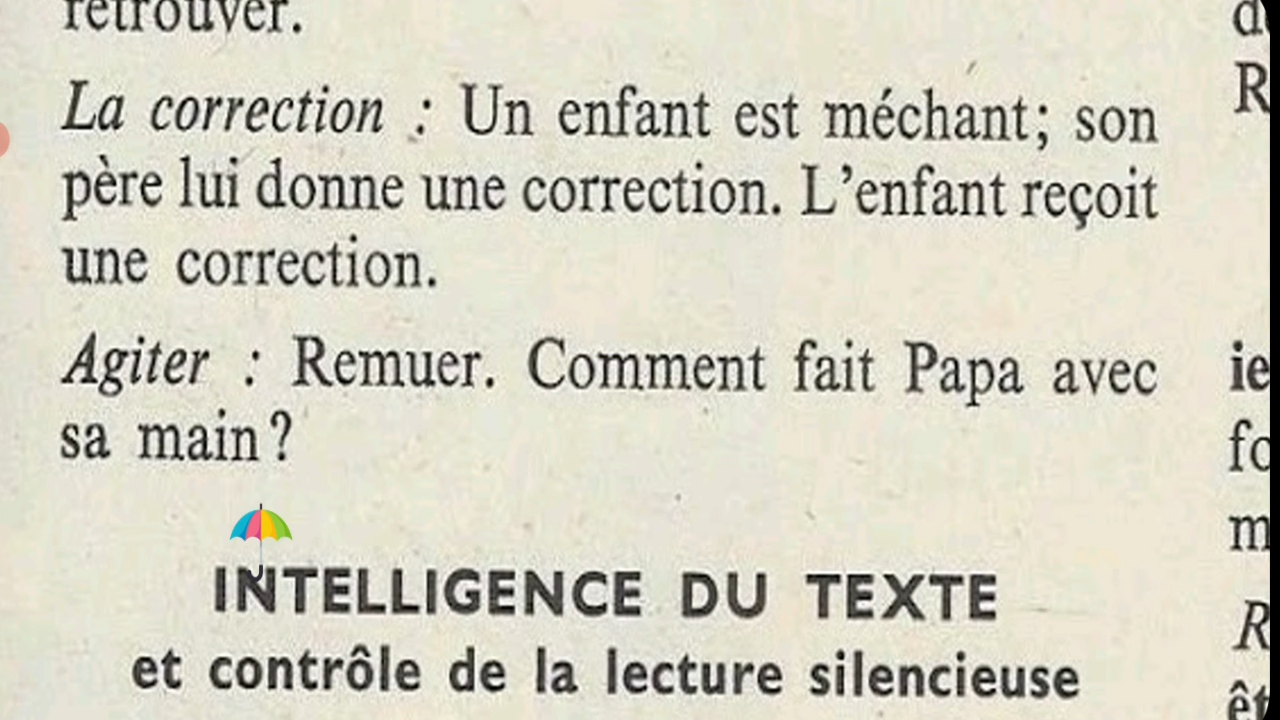 retrouver.
La correction : Un enfant est méchant; son
père lui donne une correction. L'enfant reçoit
une correction.
Agiter : Remuer. Comment fait Papa avec
sa main?
INTELLIGENCE DU TEXTE
et contrôle de la lecture silencieuse